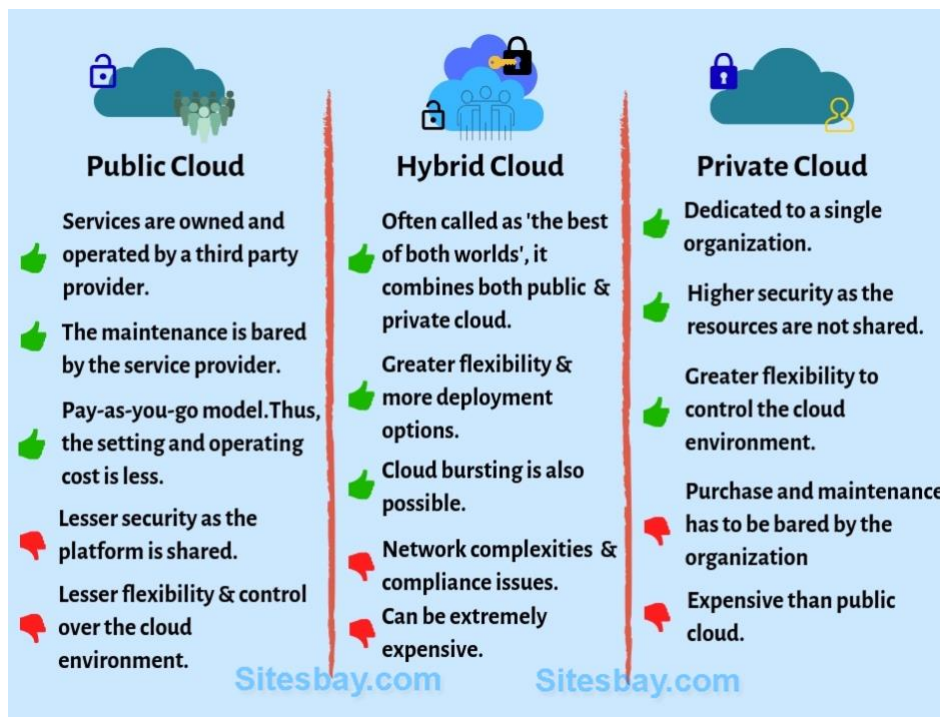 Public Cloud
Services are owned and
operated by a third party
provider.
The maintenance is bared
by the service provider.
Pay-as-you-go model.Thus,
the setting and operating
cost is less.
Lesser security as the
platform is shared.
Lesser flexibility & control
over the cloud
environment.
Hybrid Cloud
Often called as 'the best
of both worlds', it
combines both public &
private cloud.
Greater flexibility &
more deployment
options.
Cloud bursting is also
possible.
Network complexities &
compliance issues.
Can be extremely
expensive.
Private Cloud
Dedicated to a single
organization.
Higher security as the
resources are not shared.
Greater flexibility to
control the cloud
environment.
Purchase and maintenance
has to be bared by the
organization
Expensive than public
cloud.
Sitesbay.com
Sitesbay.com